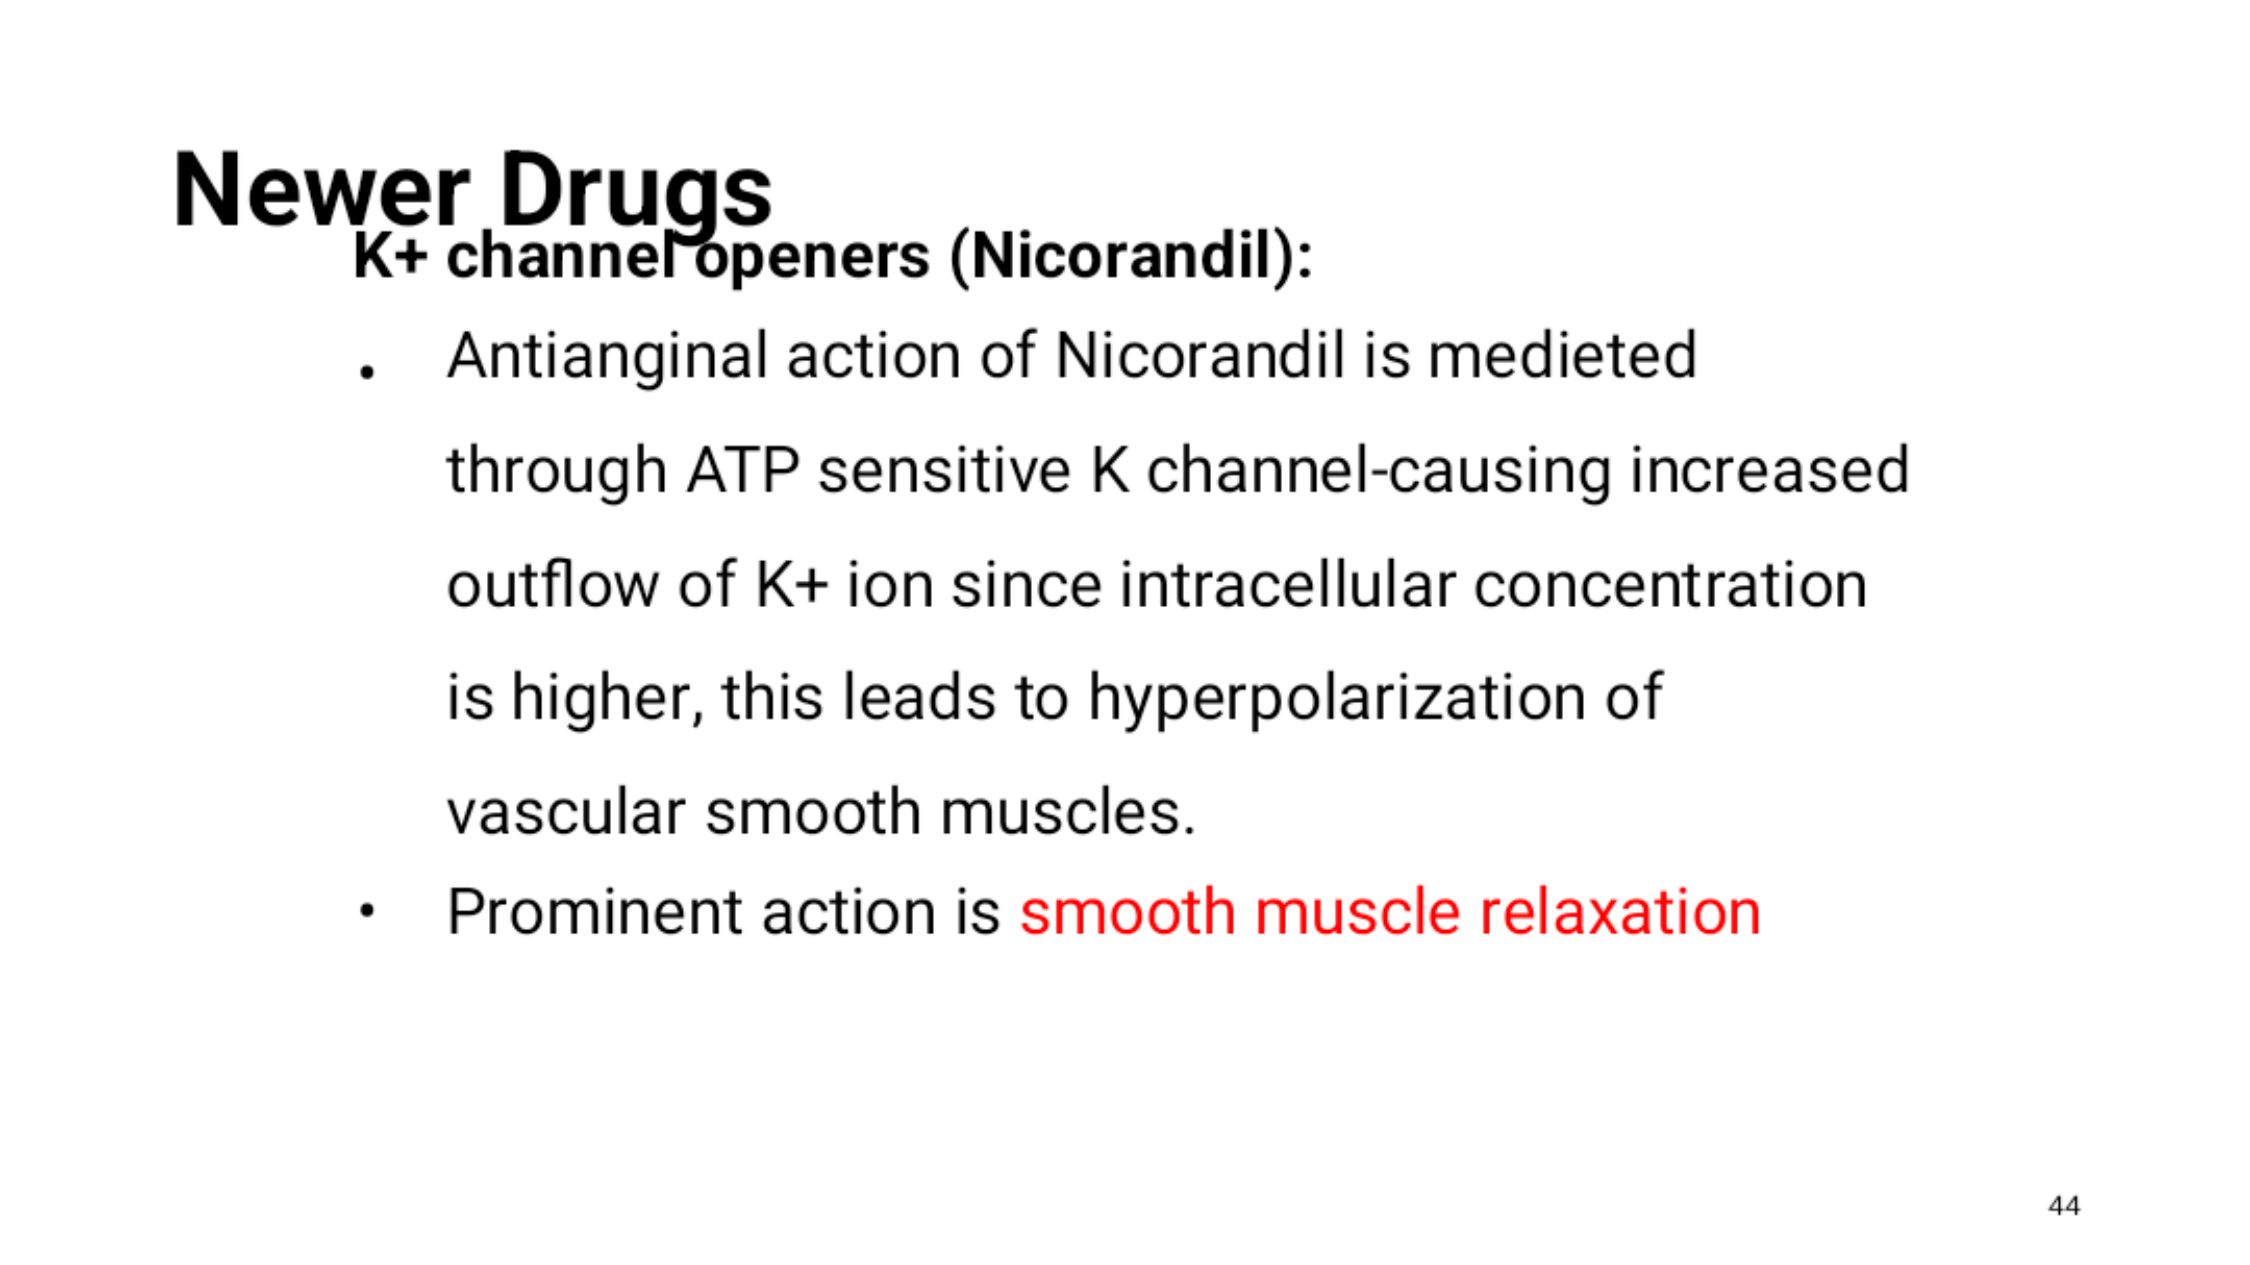 Newer Drugs
K+ channel openers (Nicorandil):
. Antianginal action of Nicorandil is medieted
through ATP sensitive K channel-causing increased
outflow of K+ ion since intracellular concentration
is higher, this leads to hyperpolarization of
vascular smooth muscles.
• Prominent action is smooth muscle relaxation
44